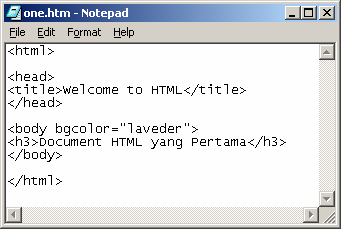 one.htm - Notepad
File Edit Format Help
<html>
<head>
<title>Welcome to HTML</title>
</head>
<body bgcolor="laveder">
<h3>Document HTML yang Pertama</h3>
</body>
</html>